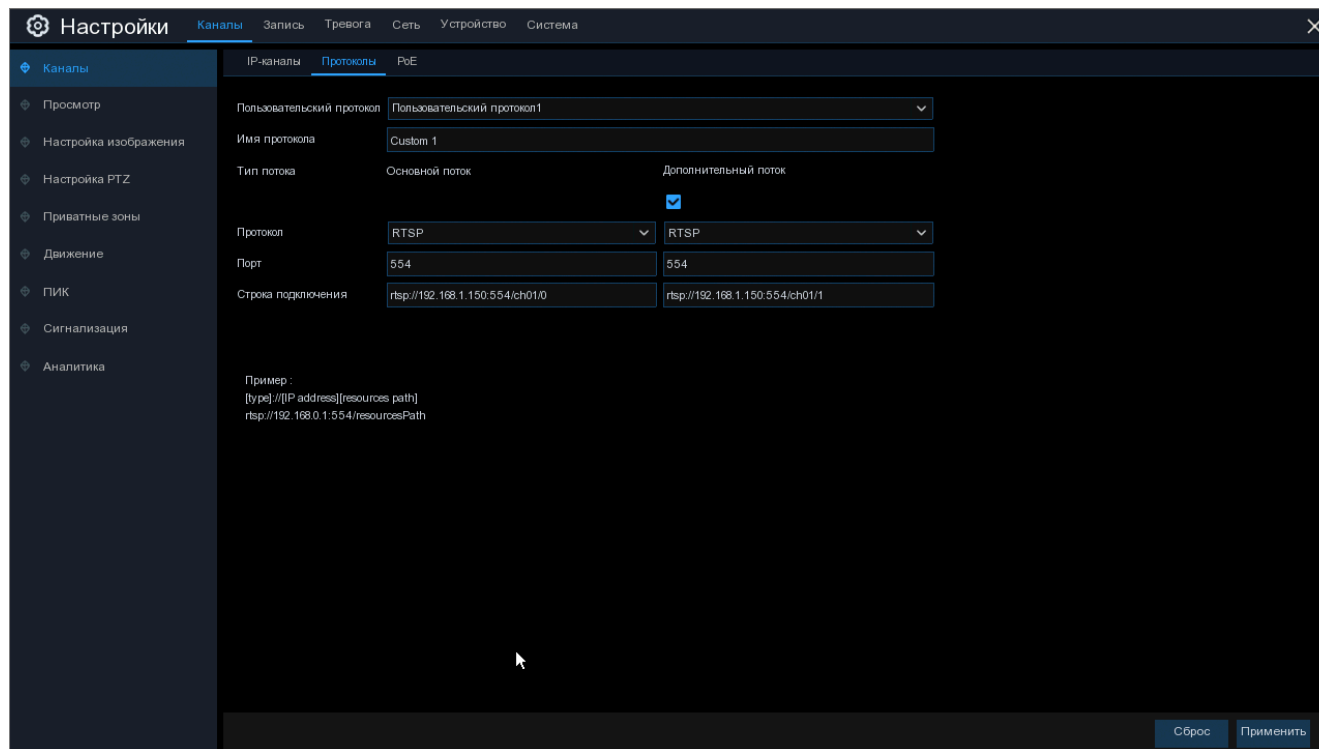 Настройки Каналы Запись Тревога Сеть Устройство Система
Каналы
Просмотр
Настройка изображения
Настройка PTZ
Приватные зоны
Движение
ПИК
Сигнализация
Аналитика
IP-каналы Протоколы PoE
Пользовательский протокол Пользовательский протокол1
Имя протокола Custom 1
Тип потока Основной поток Дополнительный поток
Протокол RTSP RTSP
Порт 554 554
Строка подключения rtsp://192.168.1.150:554/ch01/0 rtsp://192.168.1.150:554/ch01/1
Пример :
[type]://[IP address][resources path]
rtsp://192.168.0.1:554/resourcesPath
Сброс Применить